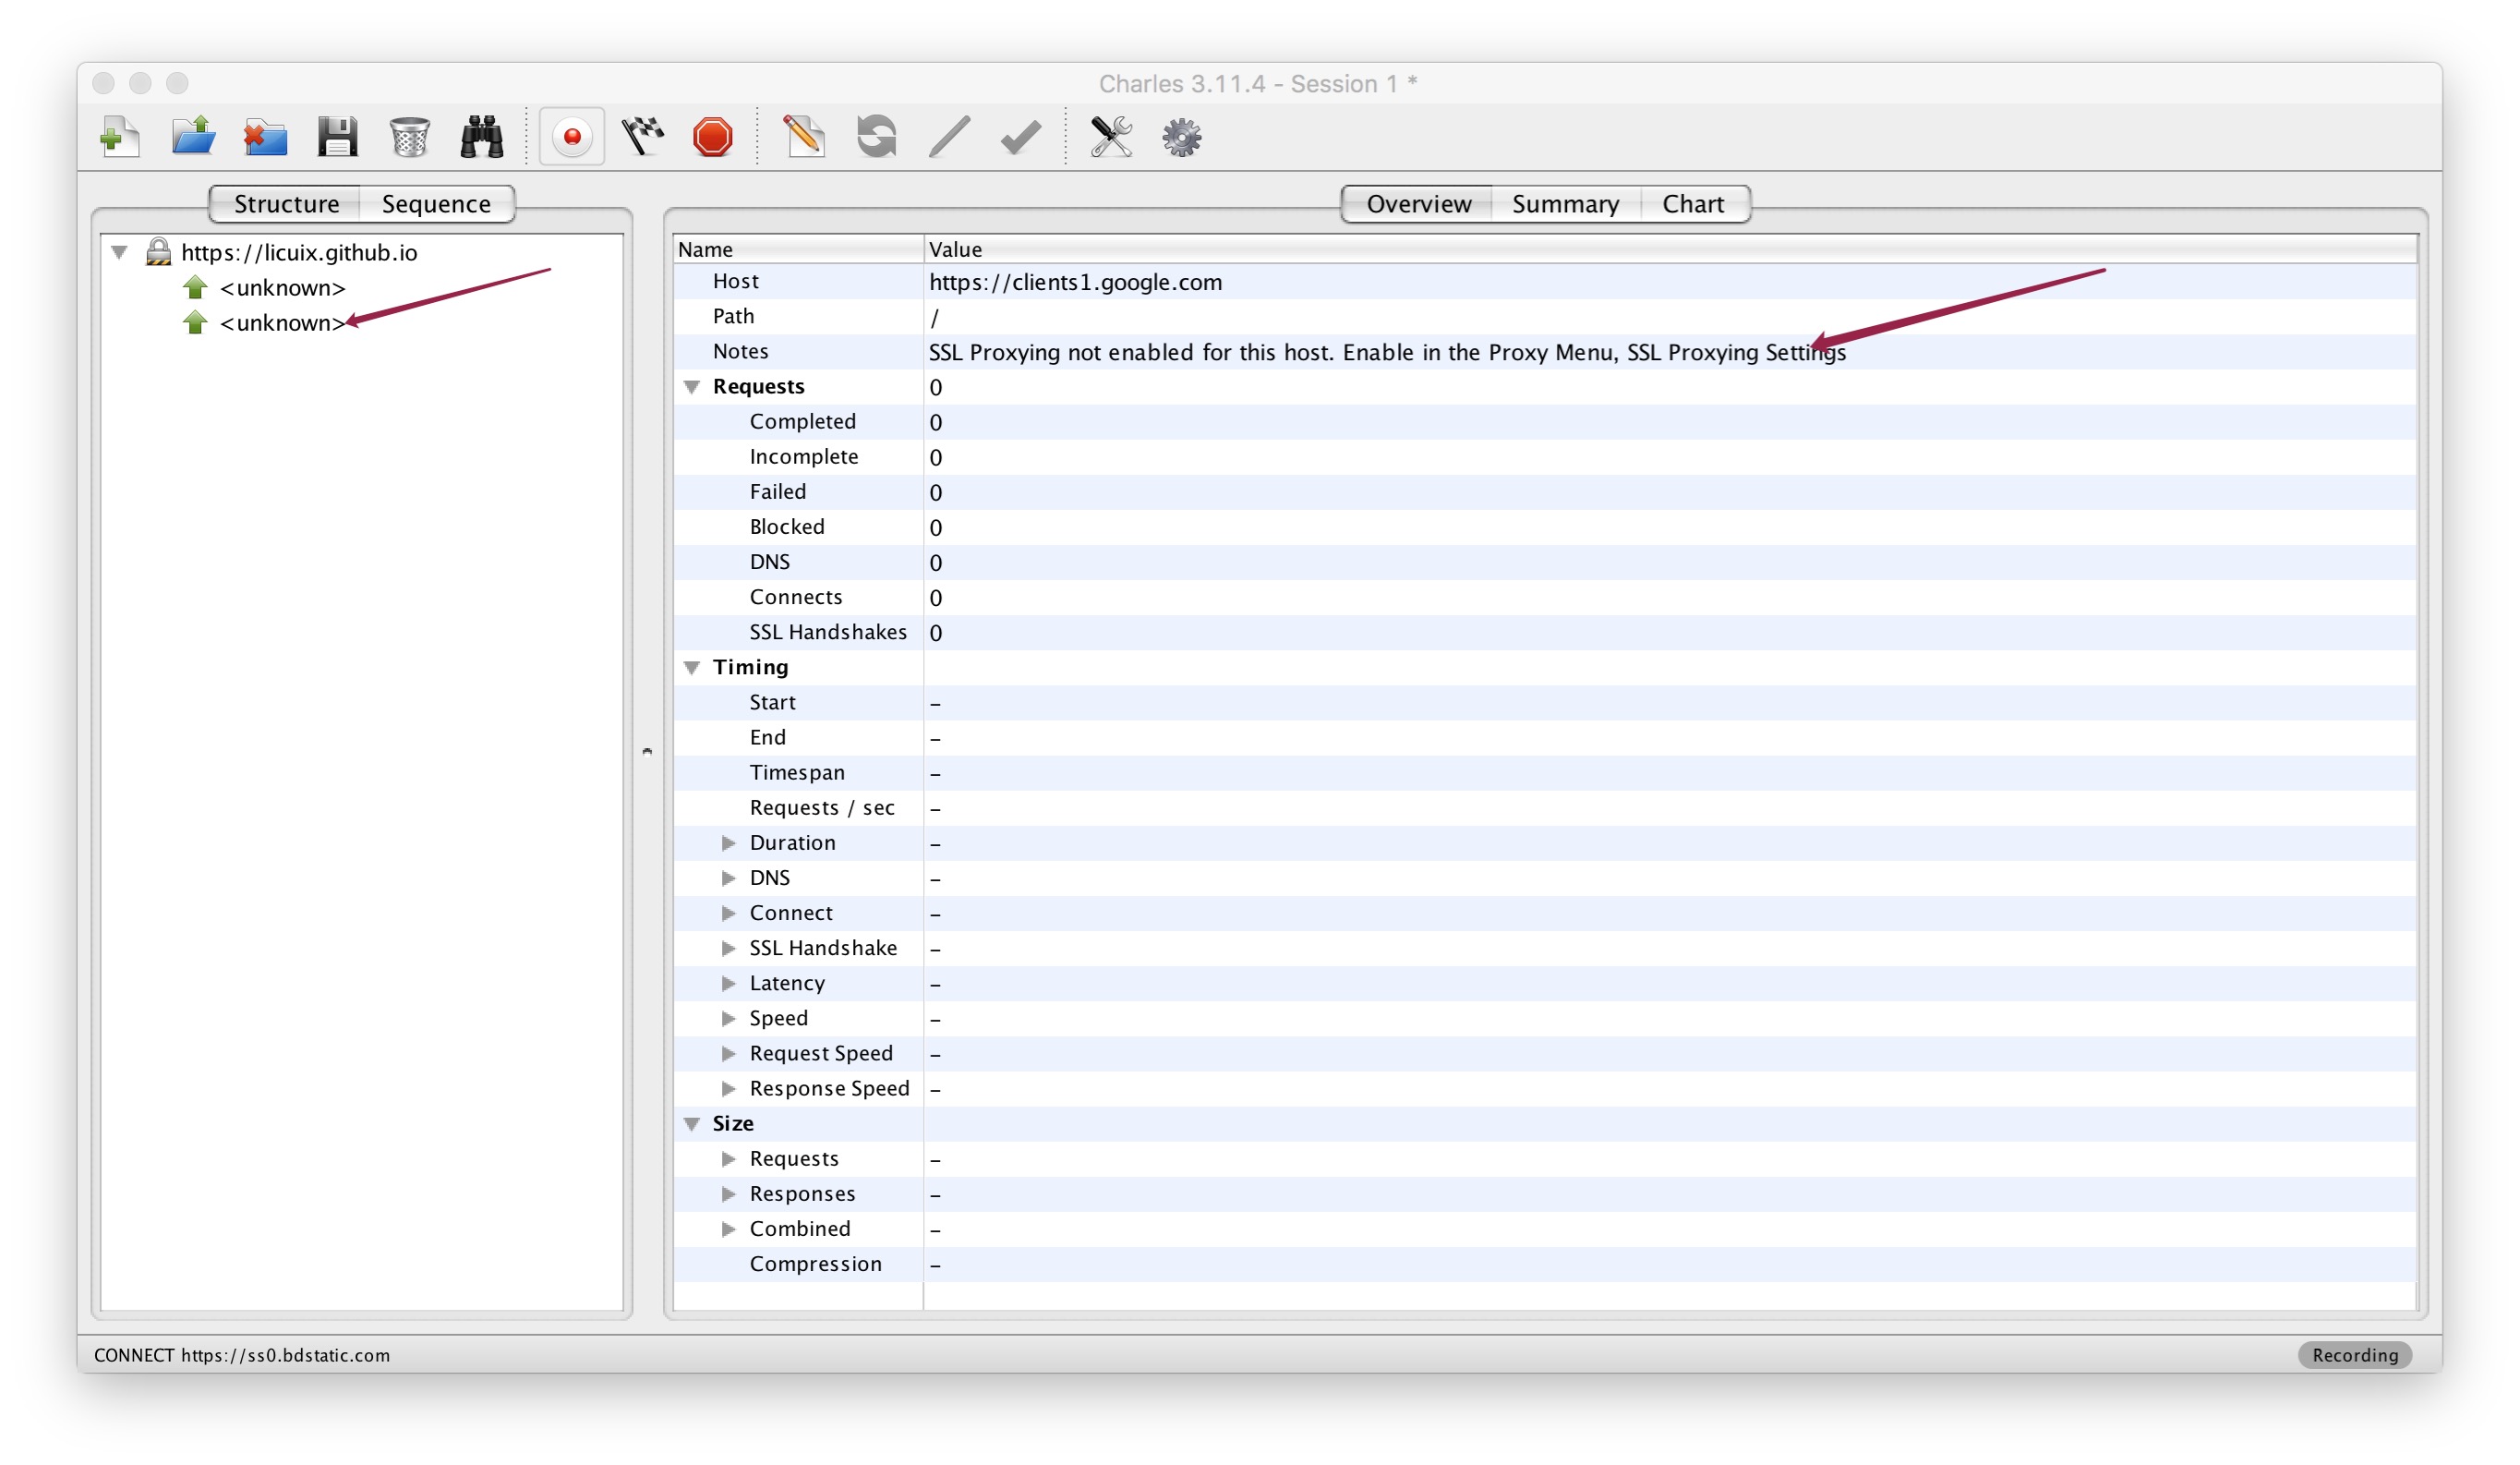 Charles 3.11.4 - Session 1 *
Structure Sequence
Overview Summary Chart
https://licuix.github.io
<unknown>
<unknown>
Name Value
Host https://clients1.google.com
Path /
Notes SSL Proxying not enabled for this host. Enable in the Proxy Menu, SSL Proxying Settings
Requests 0
Completed 0
Incomplete 0
Failed 0
Blocked 0
DNS 0
Connects 0
SSL Handshakes 0
Timing
Start –
End –
Timespan –
Requests / sec –
Duration –
DNS –
Connect –
SSL Handshake –
Latency –
Speed –
Request Speed –
Response Speed –
Size
Requests –
Responses –
Combined –
Compression –
CONNECT https://ss0.bdstatic.com
Recording